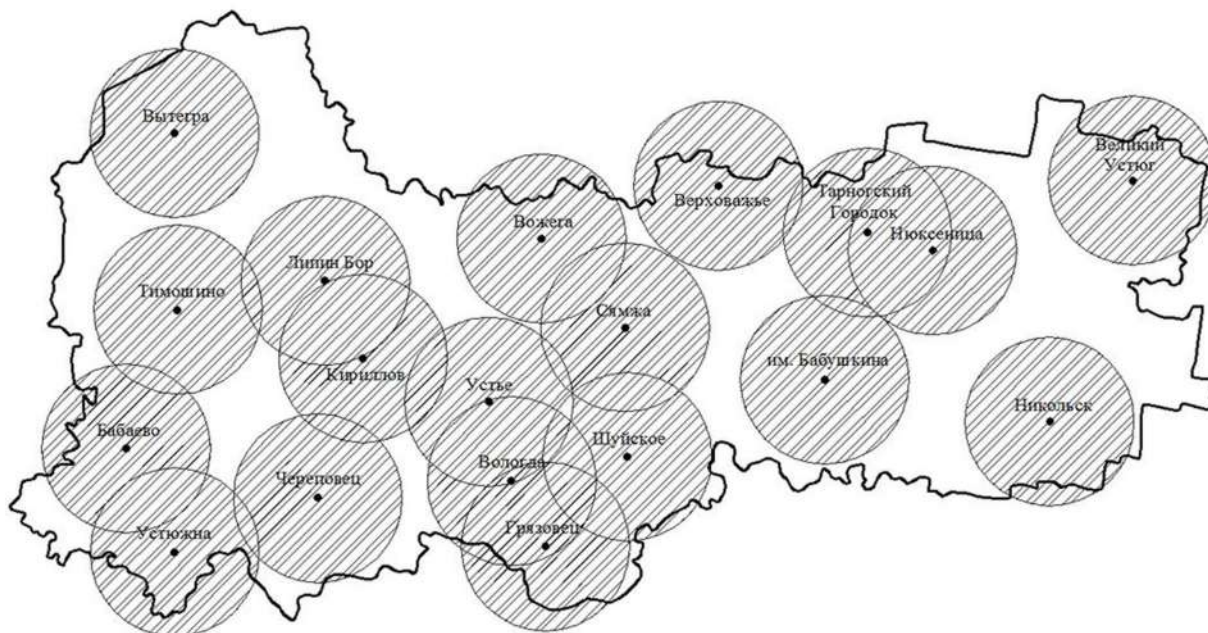 Вытегра
Великий
Устюг
Тарногский
Городок
Верховажье
Вожега
Нюксеница
Липин Бор
Тимошино
Сямжа
им. Бабушкина
Кириллов
Устье
Никольск
Бабаево
Шуйское
Вологда
Череповец
Грязовец
Устюжна